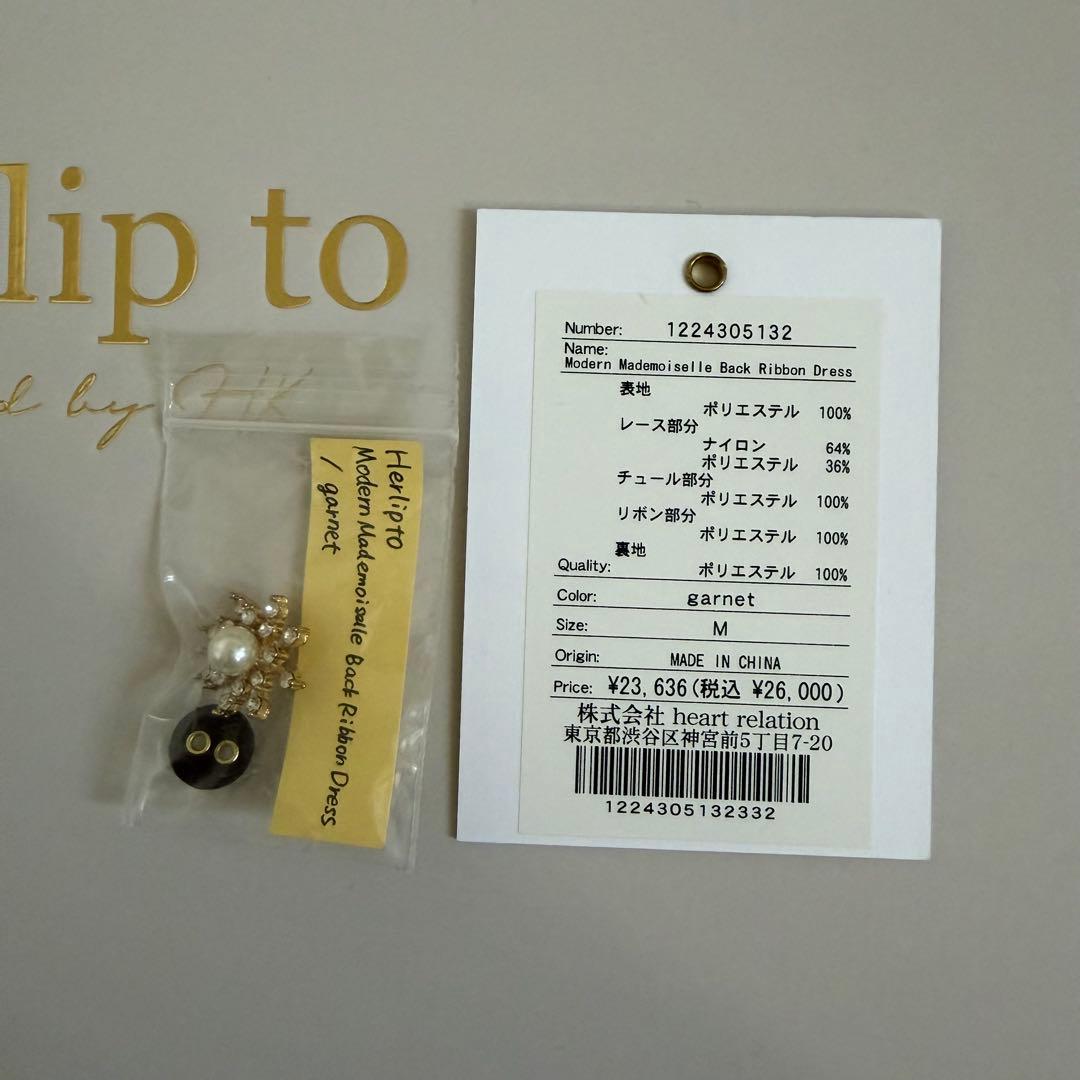 lip to
d by HK
Herlipto
Modern Mademoiselle Back Ribbon Dress
/ garnet
Number: 1224305132
Name:
Modern Mademoiselle Back Ribbon Dress
表地
ポリエステル 100%
レース部分
ナイロン 64%
ポリエステル 36%
チュール部分
ポリエステル 100%
リボン部分
ポリエステル 100%
裏地
Quality: ポリエステル 100%
Color: garnet
Size: M
Origin: MADE IN CHINA
Price: ¥23,636(税込 ¥26,000)
株式会社 heart relation
東京都渋谷区神宮前5丁目7-20
1224305132332